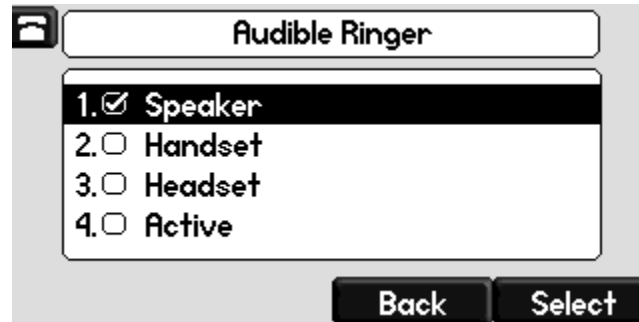 Audible Ringer
1. Speaker
2. Handset
3. Headset
4. Active
Back Select